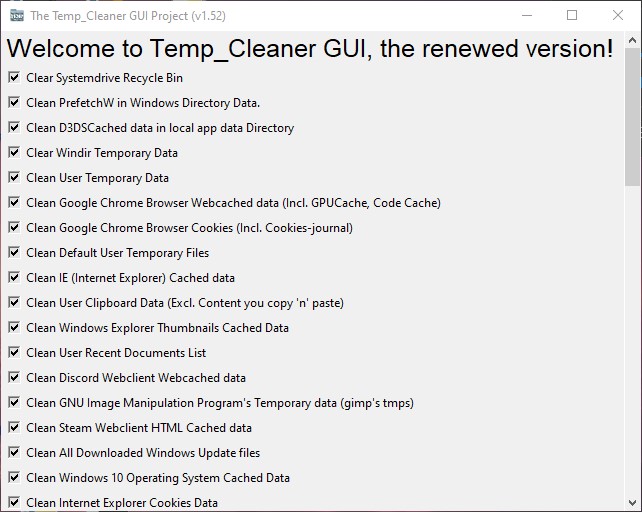 The Temp_Cleaner GUI Project (v1.52)
Welcome to Temp_Cleaner GUI, the renewed version!
Clear Systemdrive Recycle Bin
Clean PrefetchW in Windows Directory Data.
Clean D3DSCached data in local app data Directory
Clear Windir Temporary Data
Clean User Temporary Data
Clean Google Chrome Browser Webcached data (Incl. GPUCache, Code Cache)
Clean Google Chrome Browser Cookies (Incl. Cookies-journal)
Clean Default User Temporary Files
Clean IE (Internet Explorer) Cached data
Clean User Clipboard Data (Excl. Content you copy 'n' paste)
Clean Windows Explorer Thumbnails Cached Data
Clean User Recent Documents List
Clean Discord Webclient Webcached data
Clean GNU Image Manipulation Program's Temporary data (gimp's tmps)
Clean Steam Webclient HTML Cached data
Clean All Downloaded Windows Update files
Clean Windows 10 Operating System Cached Data
Clean Internet Explorer Cookies Data